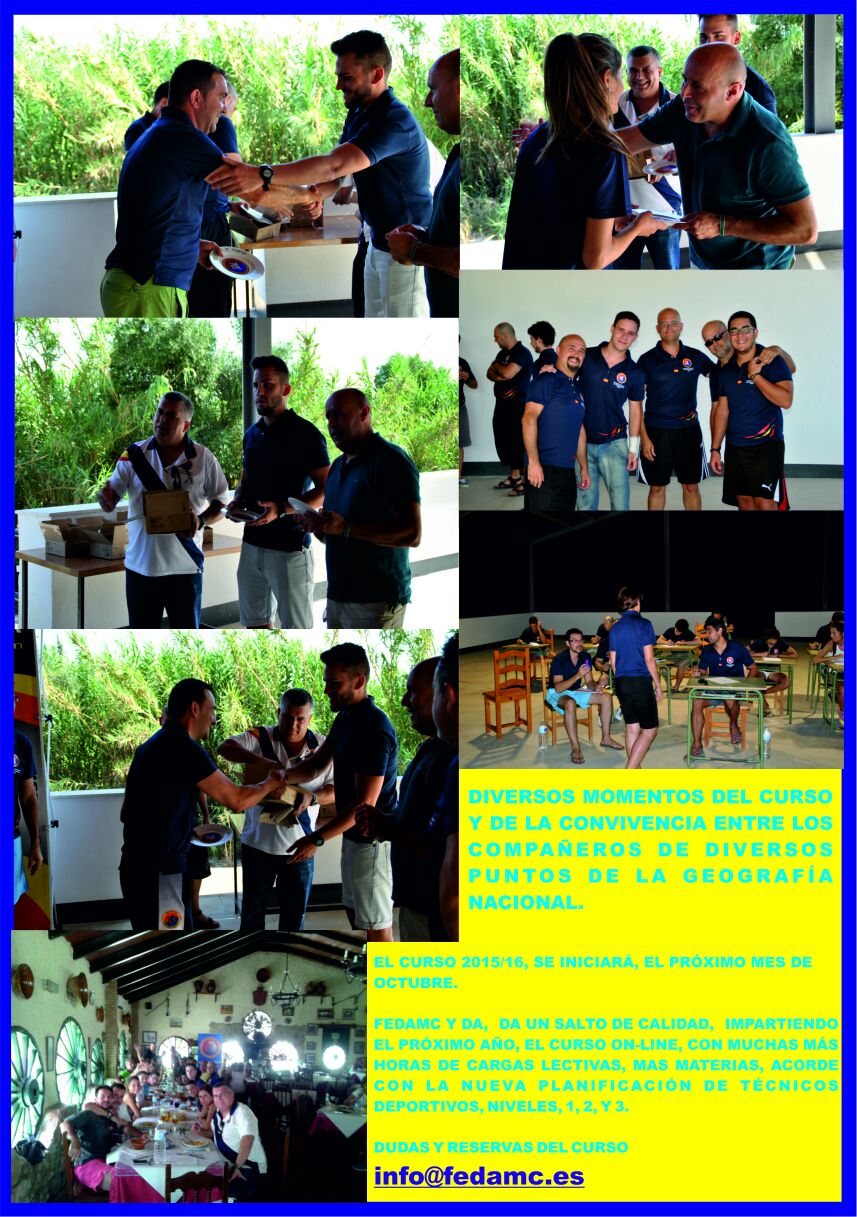 DIVERSOS MOMENTOS DEL CURSO
Y DE LA CONVIVENCIA ENTRE LOS
COMPAÑEROS DE DIVERSOS
PUNTOS DE LA GEOGRAFÍA
NACIONAL.
EL CURSO 2015/16, SE INICIARÁ, EL PRÓXIMO MES DE
OCTUBRE.
FEDAMC Y DA, DA UN SALTO DE CALIDAD, IMPARTIENDO
EL PRÓXIMO AÑO, EL CURSO ON-LINE, CON MUCHAS MÁS
HORAS DE CARGAS LECTIVAS, MAS MATERIAS, ACORDE
CON LA NUEVA PLANIFICACIÓN DE TÉCNICOS
DEPORTIVOS, NIVELES, 1, 2, Y 3.
DUDAS Y RESERVAS DEL CURSO
info@fedamc.es